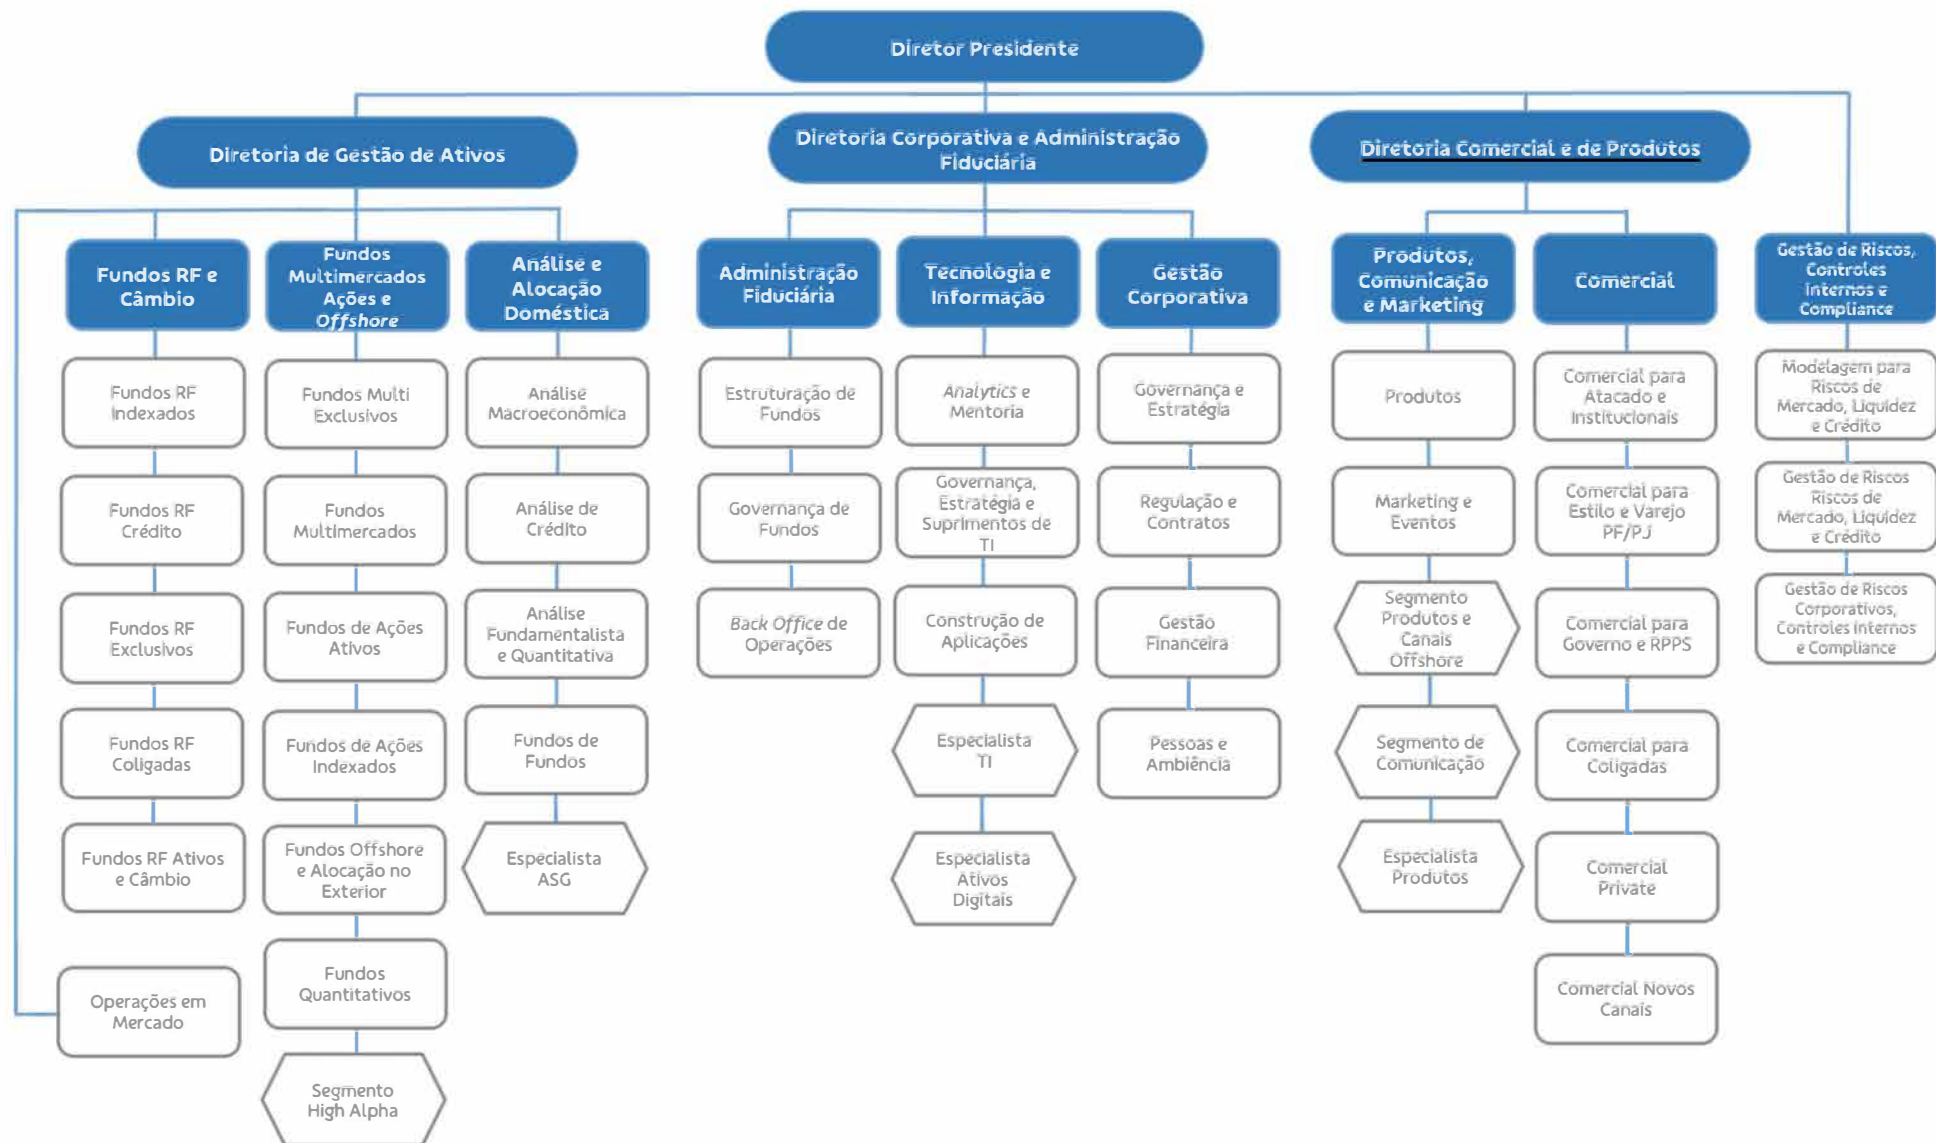 Diretor Presidente
Diretoria de Gestão de Ativos
Diretoria Corporativa e Administração
Fiduciária
Diretoria Comercial e de Produtos
Fundos RF e
Câmbio
Fundos
Multimercados
Ações e
Offshore
Análise e
Alocação
Doméstica
Administração
Fiduciária
Tecnologia e
Informação
Gestão
Corporativa
Produtos,
Comunicação
e Marketing
Comercial
Gestão de Riscos,
Controles
Internos e
Compliance
Fundos RF
Indexados
Fundos RF
Crédito
Fundos RF
Exclusivos
Fundos RF
Coligadas
Fundos RF Ativos
e Câmbio
Operações em
Mercado
Fundos Multi
Exclusivos
Fundos
Multimercados
Fundos de Ações
Ativos
Fundos de Ações
Indexados
Fundos Offshore
e Alocação no
Exterior
Fundos
Quantitativos
Segmento
High Alpha
Análise
Macroeconômica
Análise de
Crédito
Análise
Fundamentalista
e Quantitativa
Fundos de
Fundos
Especialista
ASG
Estruturação de
Fundos
Governança de
Fundos
Back Office de
Operações
Analytics e
Mentoria
Governança,
Estratégia e
Suprimentos de
TI
Construção de
Aplicações
Especialista
TI
Especialista
Ativos
Digitais
Governança e
Estratégia
Regulação e
Contratos
Gestão
Financeira
Pessoas e
Ambiência
Produtos
Marketing e
Eventos
Segmento
Produtos e
Canais
Offshore
Segmento de
Comunicação
Especialista
Produtos
Comercial para
Atacado e
Institucionais
Comercial para
Estilo e Varejo
PF/PJ
Comercial para
Governo e RPPS
Comercial para
Coligadas
Comercial
Private
Comercial Novos
Canais
Modelagem para
Riscos de
Mercado, Liquidez
e Crédito
Gestão de Riscos
Riscos de
Mercado, Liquidez
e Crédito
Gestão de Riscos
Corporativos,
Controles Internos
e Compliance